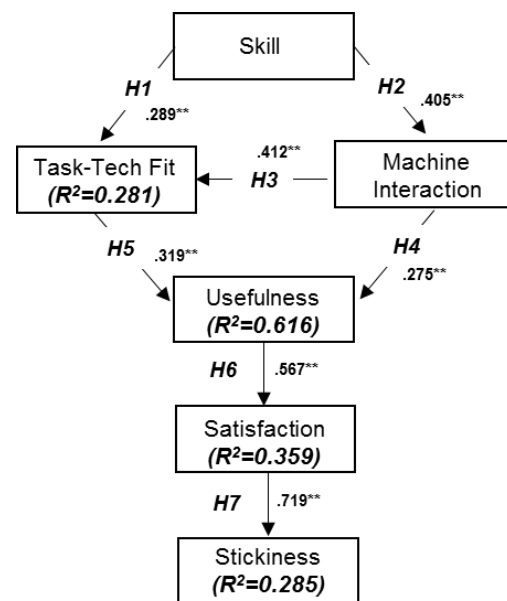 Skill
H1
.289**
H2
.405**
Task-Tech Fit
(R²=0.281)
.412**
H3
Machine
Interaction
H5
.319**
H4
.275**
Usefulness
(R²=0.616)
H6
.567**
Satisfaction
(R²=0.359)
H7
.719**
Stickiness
(R²=0.285)